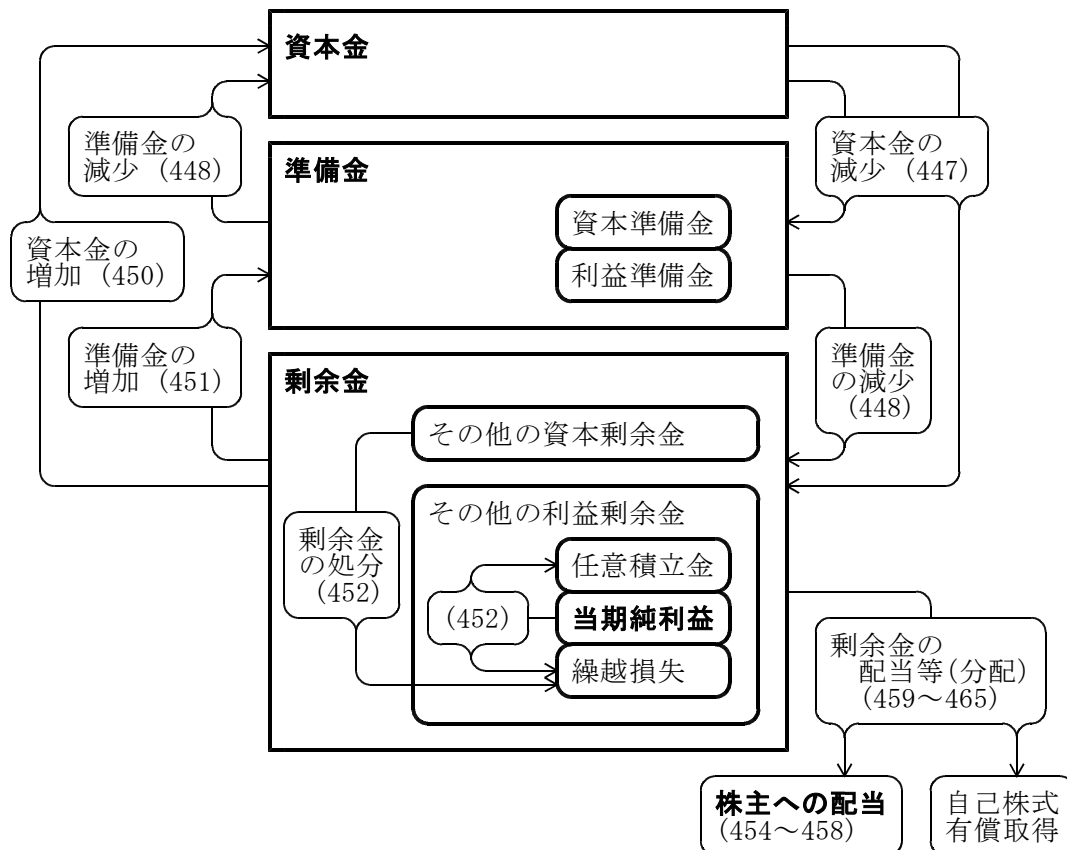 資本金
準備金の
減少 (448)
資本金の
減少 (447)
準備金
資本準備金
利益準備金
資本金の
増加 (450)
準備金の
増加 (451)
準備金
の減少
(448)
剰余金
その他の資本剰余金
その他の利益剰余金
剰余金
の処分
(452)
任意積立金
(452)
当期純利益
繰越損失
剰余金の
配当等(分配)
(459〜465)
株主への配当
(454〜458)
自己株式
有償取得